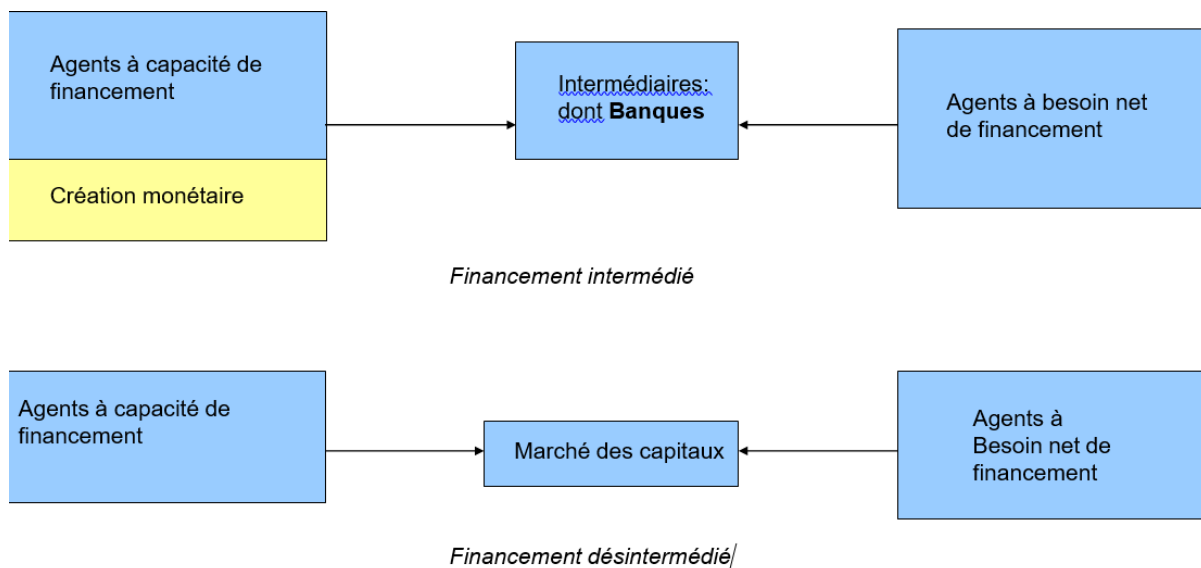 Agents à capacité de
financement
Intermédiaires:
dont Banques
Agents à besoin net
de financement
Création monétaire
Financement intermédié
Agents à capacité de
financement
Marché des capitaux
Agents à
Besoin net de
financement
Financement désintermédié